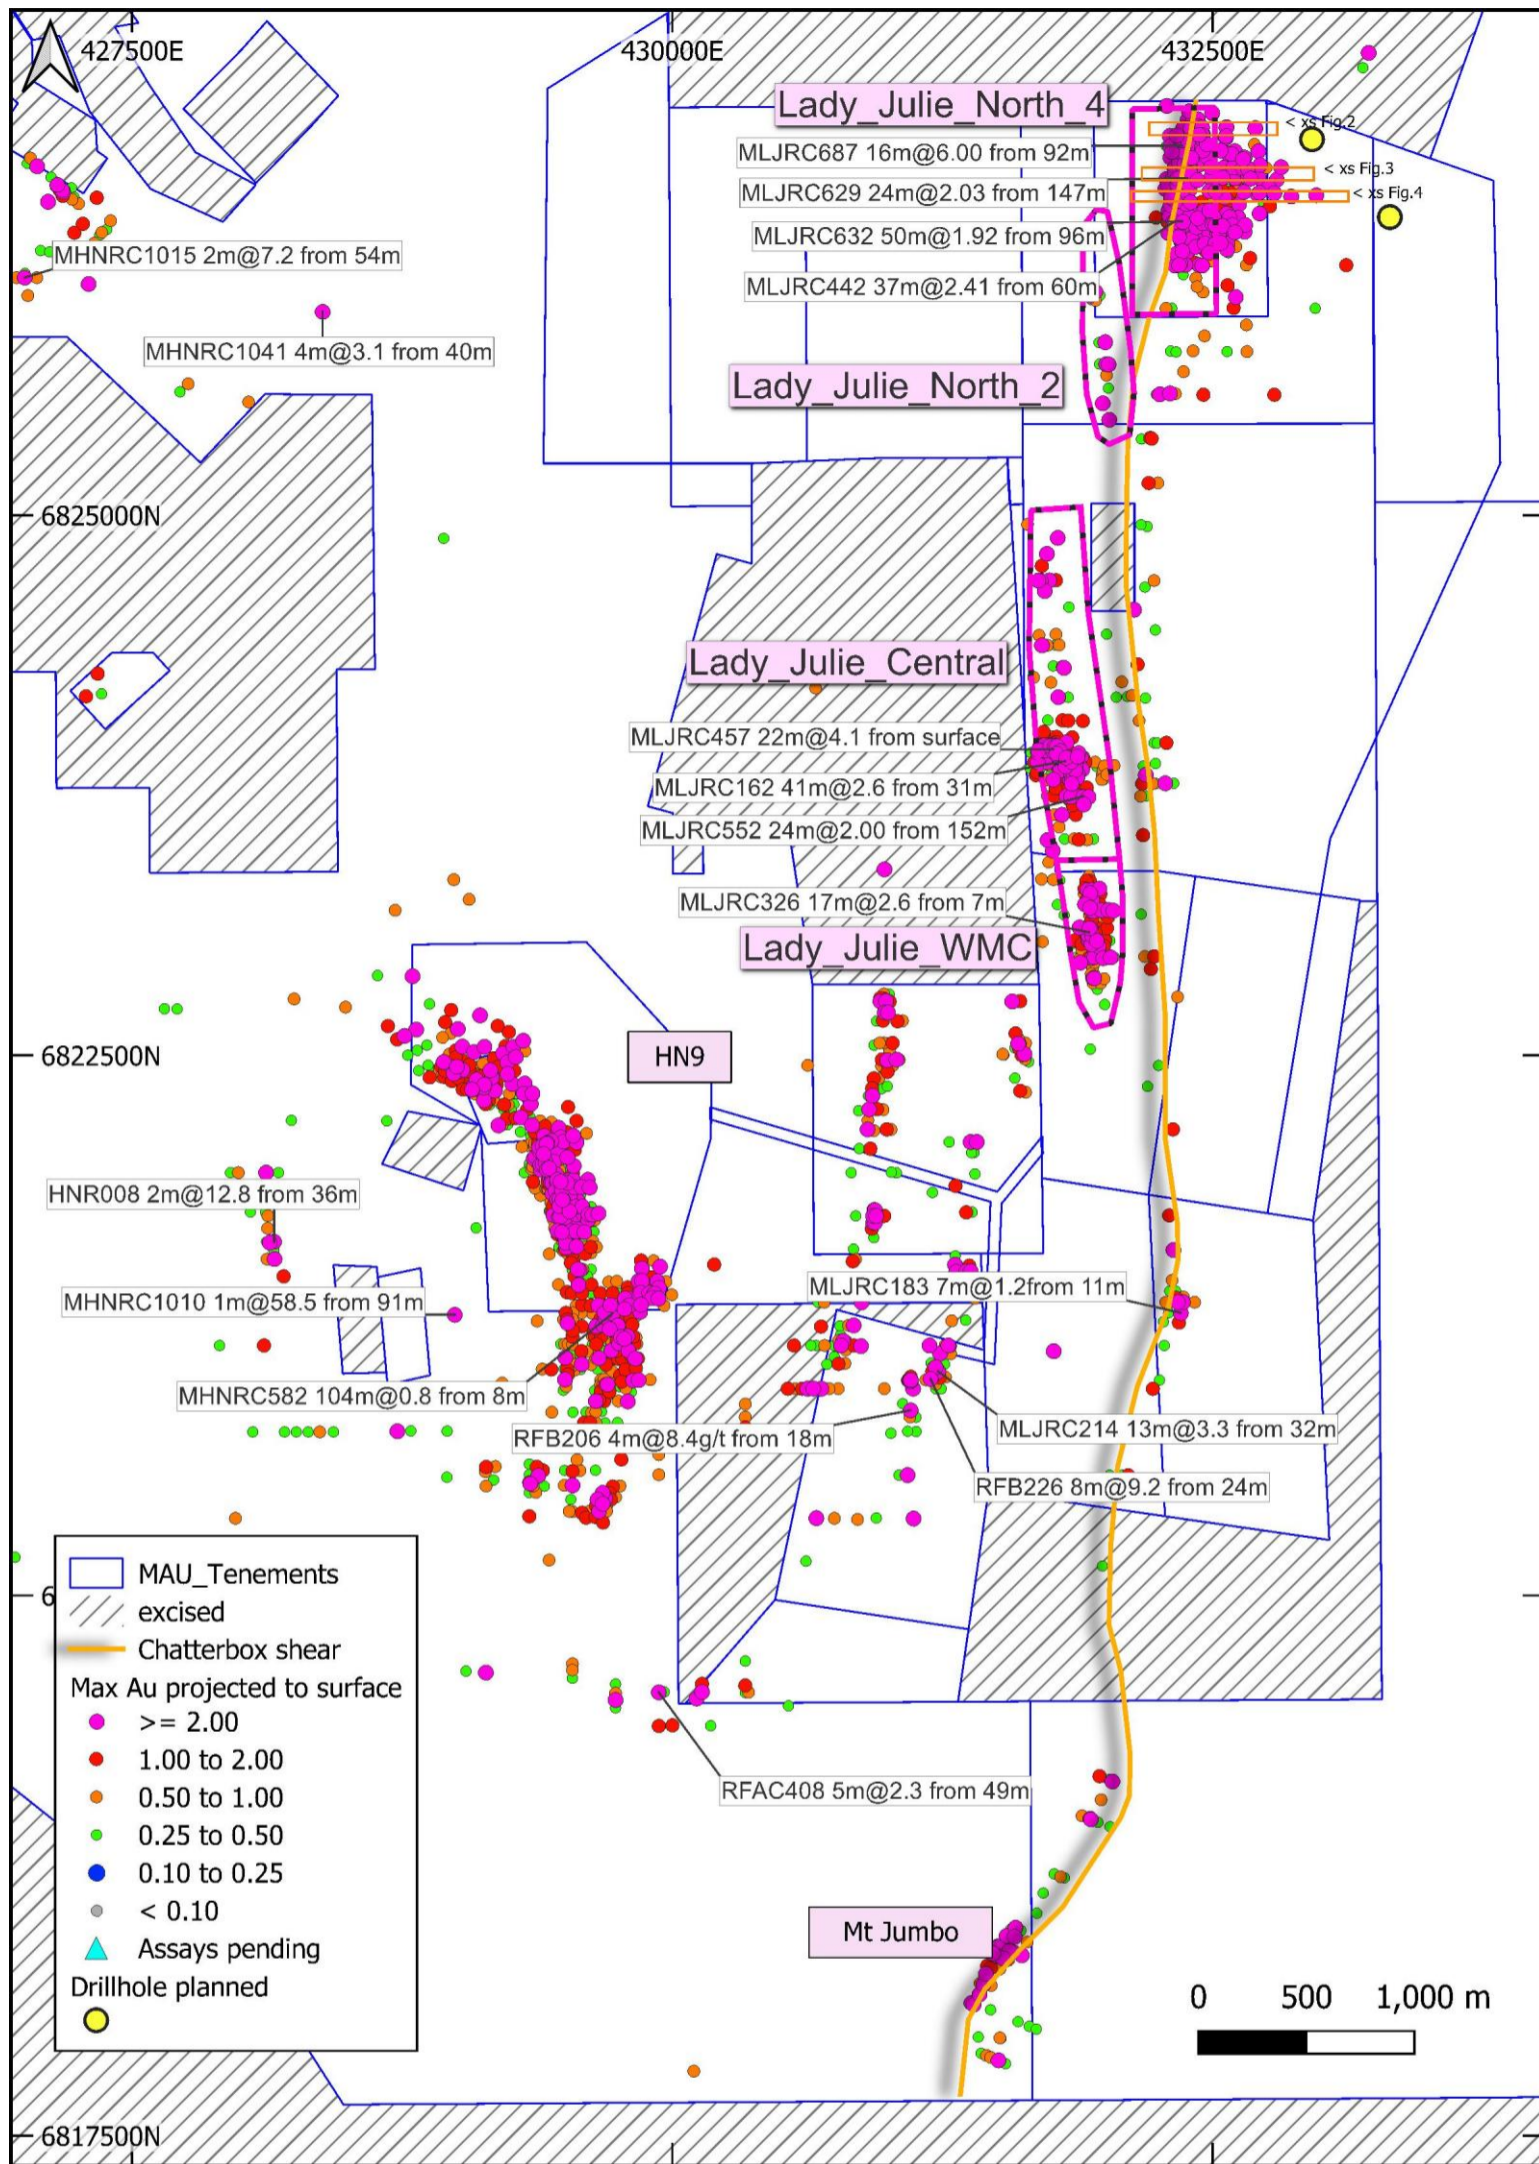 427500E
430000E
432500E
Lady_Julie_North_4
< xs Fig.2
MLJRC687 16m@6.00 from 92m
< xs Fig.3
MLJRC629 24m@2.03 from 147m
< xs Fig.4
MLJRC632 50m@1.92 from 96m
MHNRC1015 2m@7.2 from 54m
MLJRC442 37m@2.41 from 60m
MHNRC1041 4m@3.1 from 40m
Lady_Julie_North_2
6825000N
Lady_Julie_Central
MLJRC457 22m@4.1 from surface
MLJRC162 41m@2.6 from 31m
MLJRC552 24m@2.00 from 152m
MLJRC326 17m@2.6 from 7m
Lady_Julie_WMC
6822500N
HN9
HNR008 2m@12.8 from 36m
MLJRC183 7m@1.2from 11m
MHNRC1010 1m@58.5 from 91m
MHNRC582 104m@0.8 from 8m
RFB206 4m@8.4g/t from 18m
MLJRC214 13m@3.3 from 32m
RFB226 8m@9.2 from 24m
MAU_Tenements
6
excised
Chatterbox shear
Max Au projected to surface
>= 2.00
1.00 to 2.00
0.50 to 1.00
0.25 to 0.50
0.10 to 0.25
< 0.10
Assays pending
Drillhole planned
RFAC408 5m@2.3 from 49m
Mt Jumbo
0 500 1,000 m
6817500N